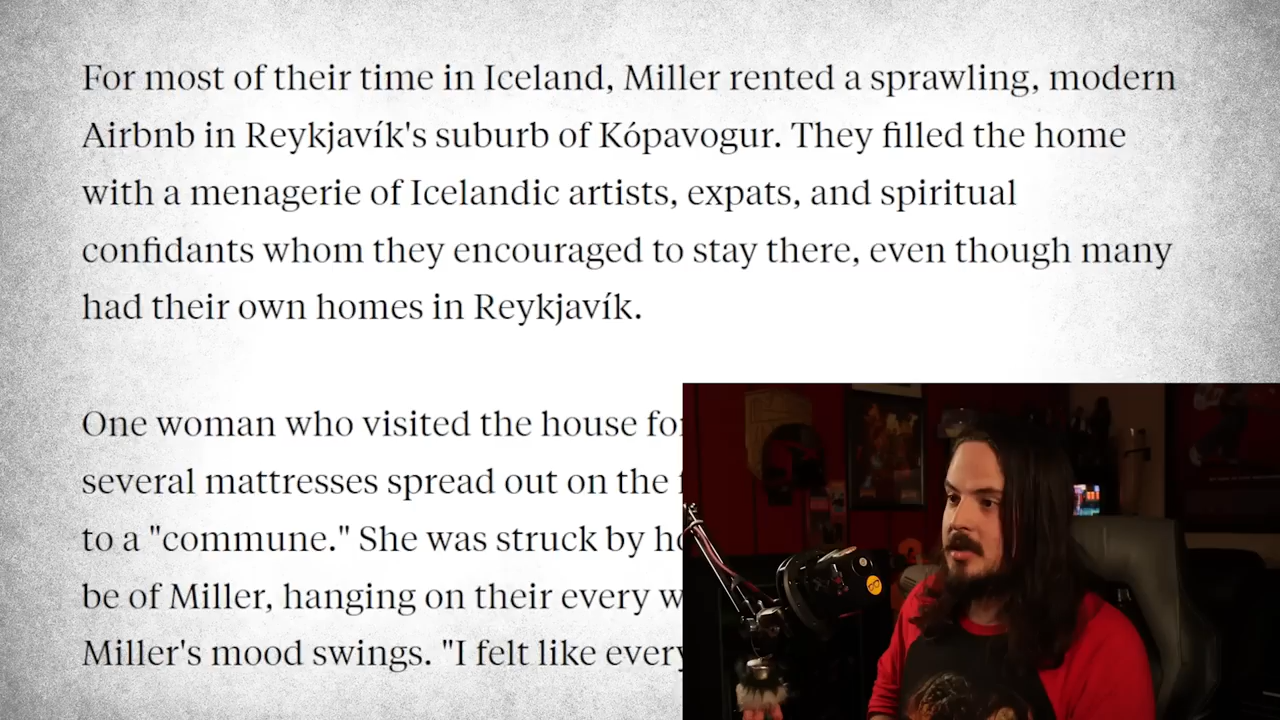 For most of their time in Iceland, Miller rented a sprawling, modern
Airbnb in Reykjavík's suburb of Kópavogur. They filled the home
with a menagerie of Icelandic artists, expats, and spiritual
confidants whom they encouraged to stay there, even though many
had their own homes in Reykjavík.
One woman who visited the house for
several mattresses spread out on the
to a "commune." She was struck by
be of Miller, hanging on their every
Miller's mood swings. "I felt like every